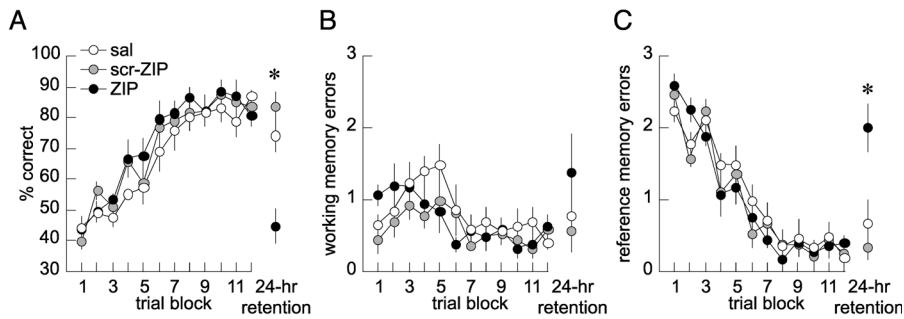 A
B
C
sal
scr-ZIP
ZIP
*
*
% correct
100
90
80
70
60
50
40
30
1
3
5
7
9
11
24-hr
trial block
retention
working memory errors
3
2
1
0
1
3
5
7
9
11
24-hr
trial block
retention
reference memory errors
3
2
1
0
1
3
5
7
9
11
24-hr
trial block
retention